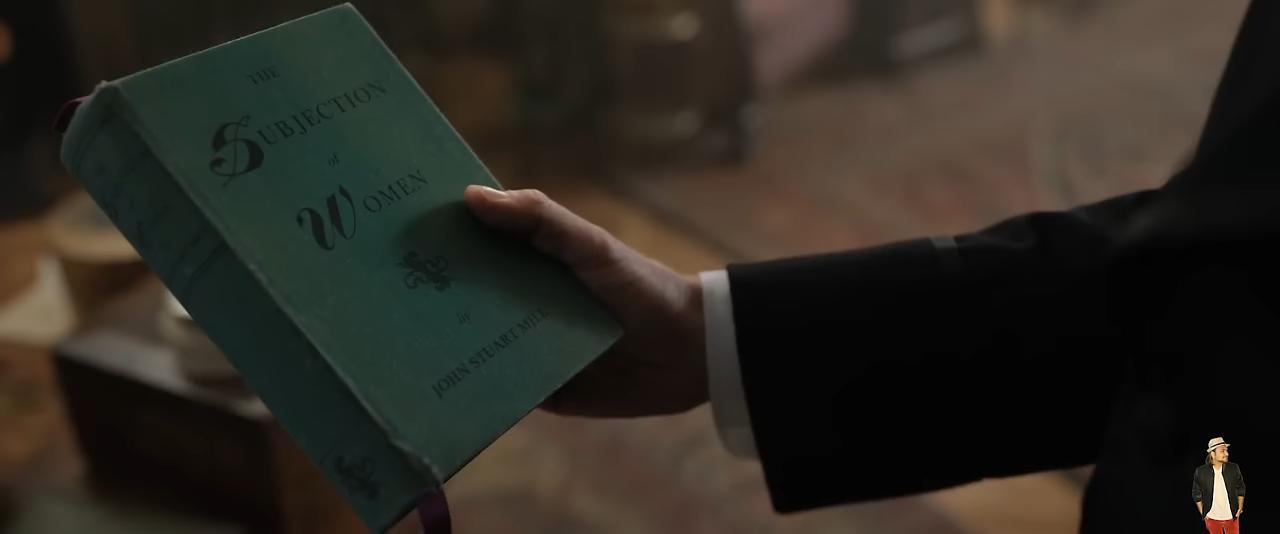 THE
SUBJECTION
of
WOMEN
by
JOHN STUART MILL